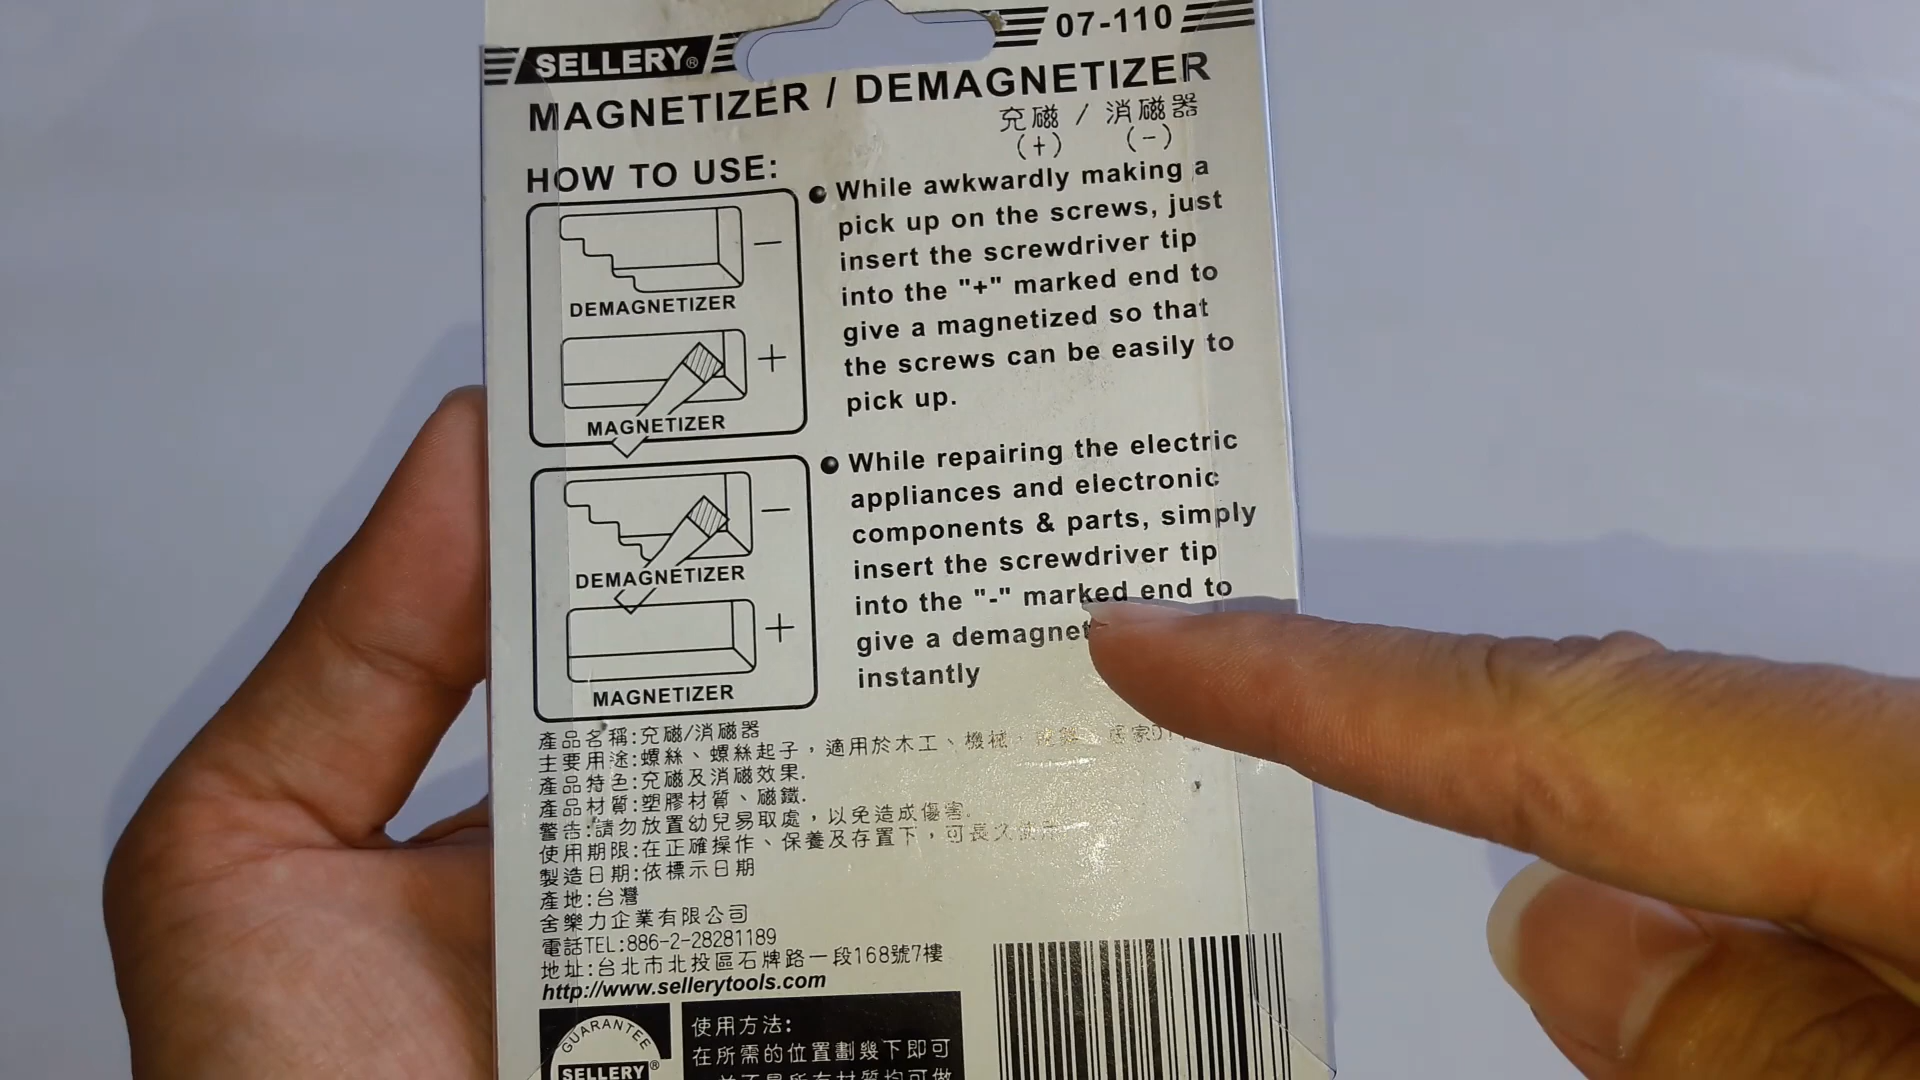 SELLERY®
07-110
MAGNETIZER / DEMAGNETIZER
充磁 / 消磁器
(+) (-)
HOW TO USE:
−
DEMAGNETIZER
+
MAGNETIZER
● While awkwardly making a
pick up on the screws, just
insert the screwdriver tip
into the "+" marked end to
give a magnetized so that
the screws can be easily to
pick up.
−
DEMAGNETIZER
+
MAGNETIZER
● While repairing the electric
appliances and electronic
components & parts, simply
insert the screwdriver tip
into the "-" marked end to
give a demagnet
instantly
產品名稱:充磁/消磁器
主要用途:螺絲、螺絲起子，適用於木工、機械
產品特色:充磁及消磁效果.
產品材質:塑膠材質、磁鐵.
警告:請勿放置幼兒易取處，以免造成傷害.
使用期限:在正確操作、保養及存置下，可長久使用
製造日期:依標示日期
產地:台灣
舍樂力企業有限公司
電話TEL:886-2-28281189
地址:台北市北投區石牌路一段168號7樓
http://www.sellerytools.com
GUARANTEE
SELLERY®
使用方法:
在所需的位置劃幾下即可